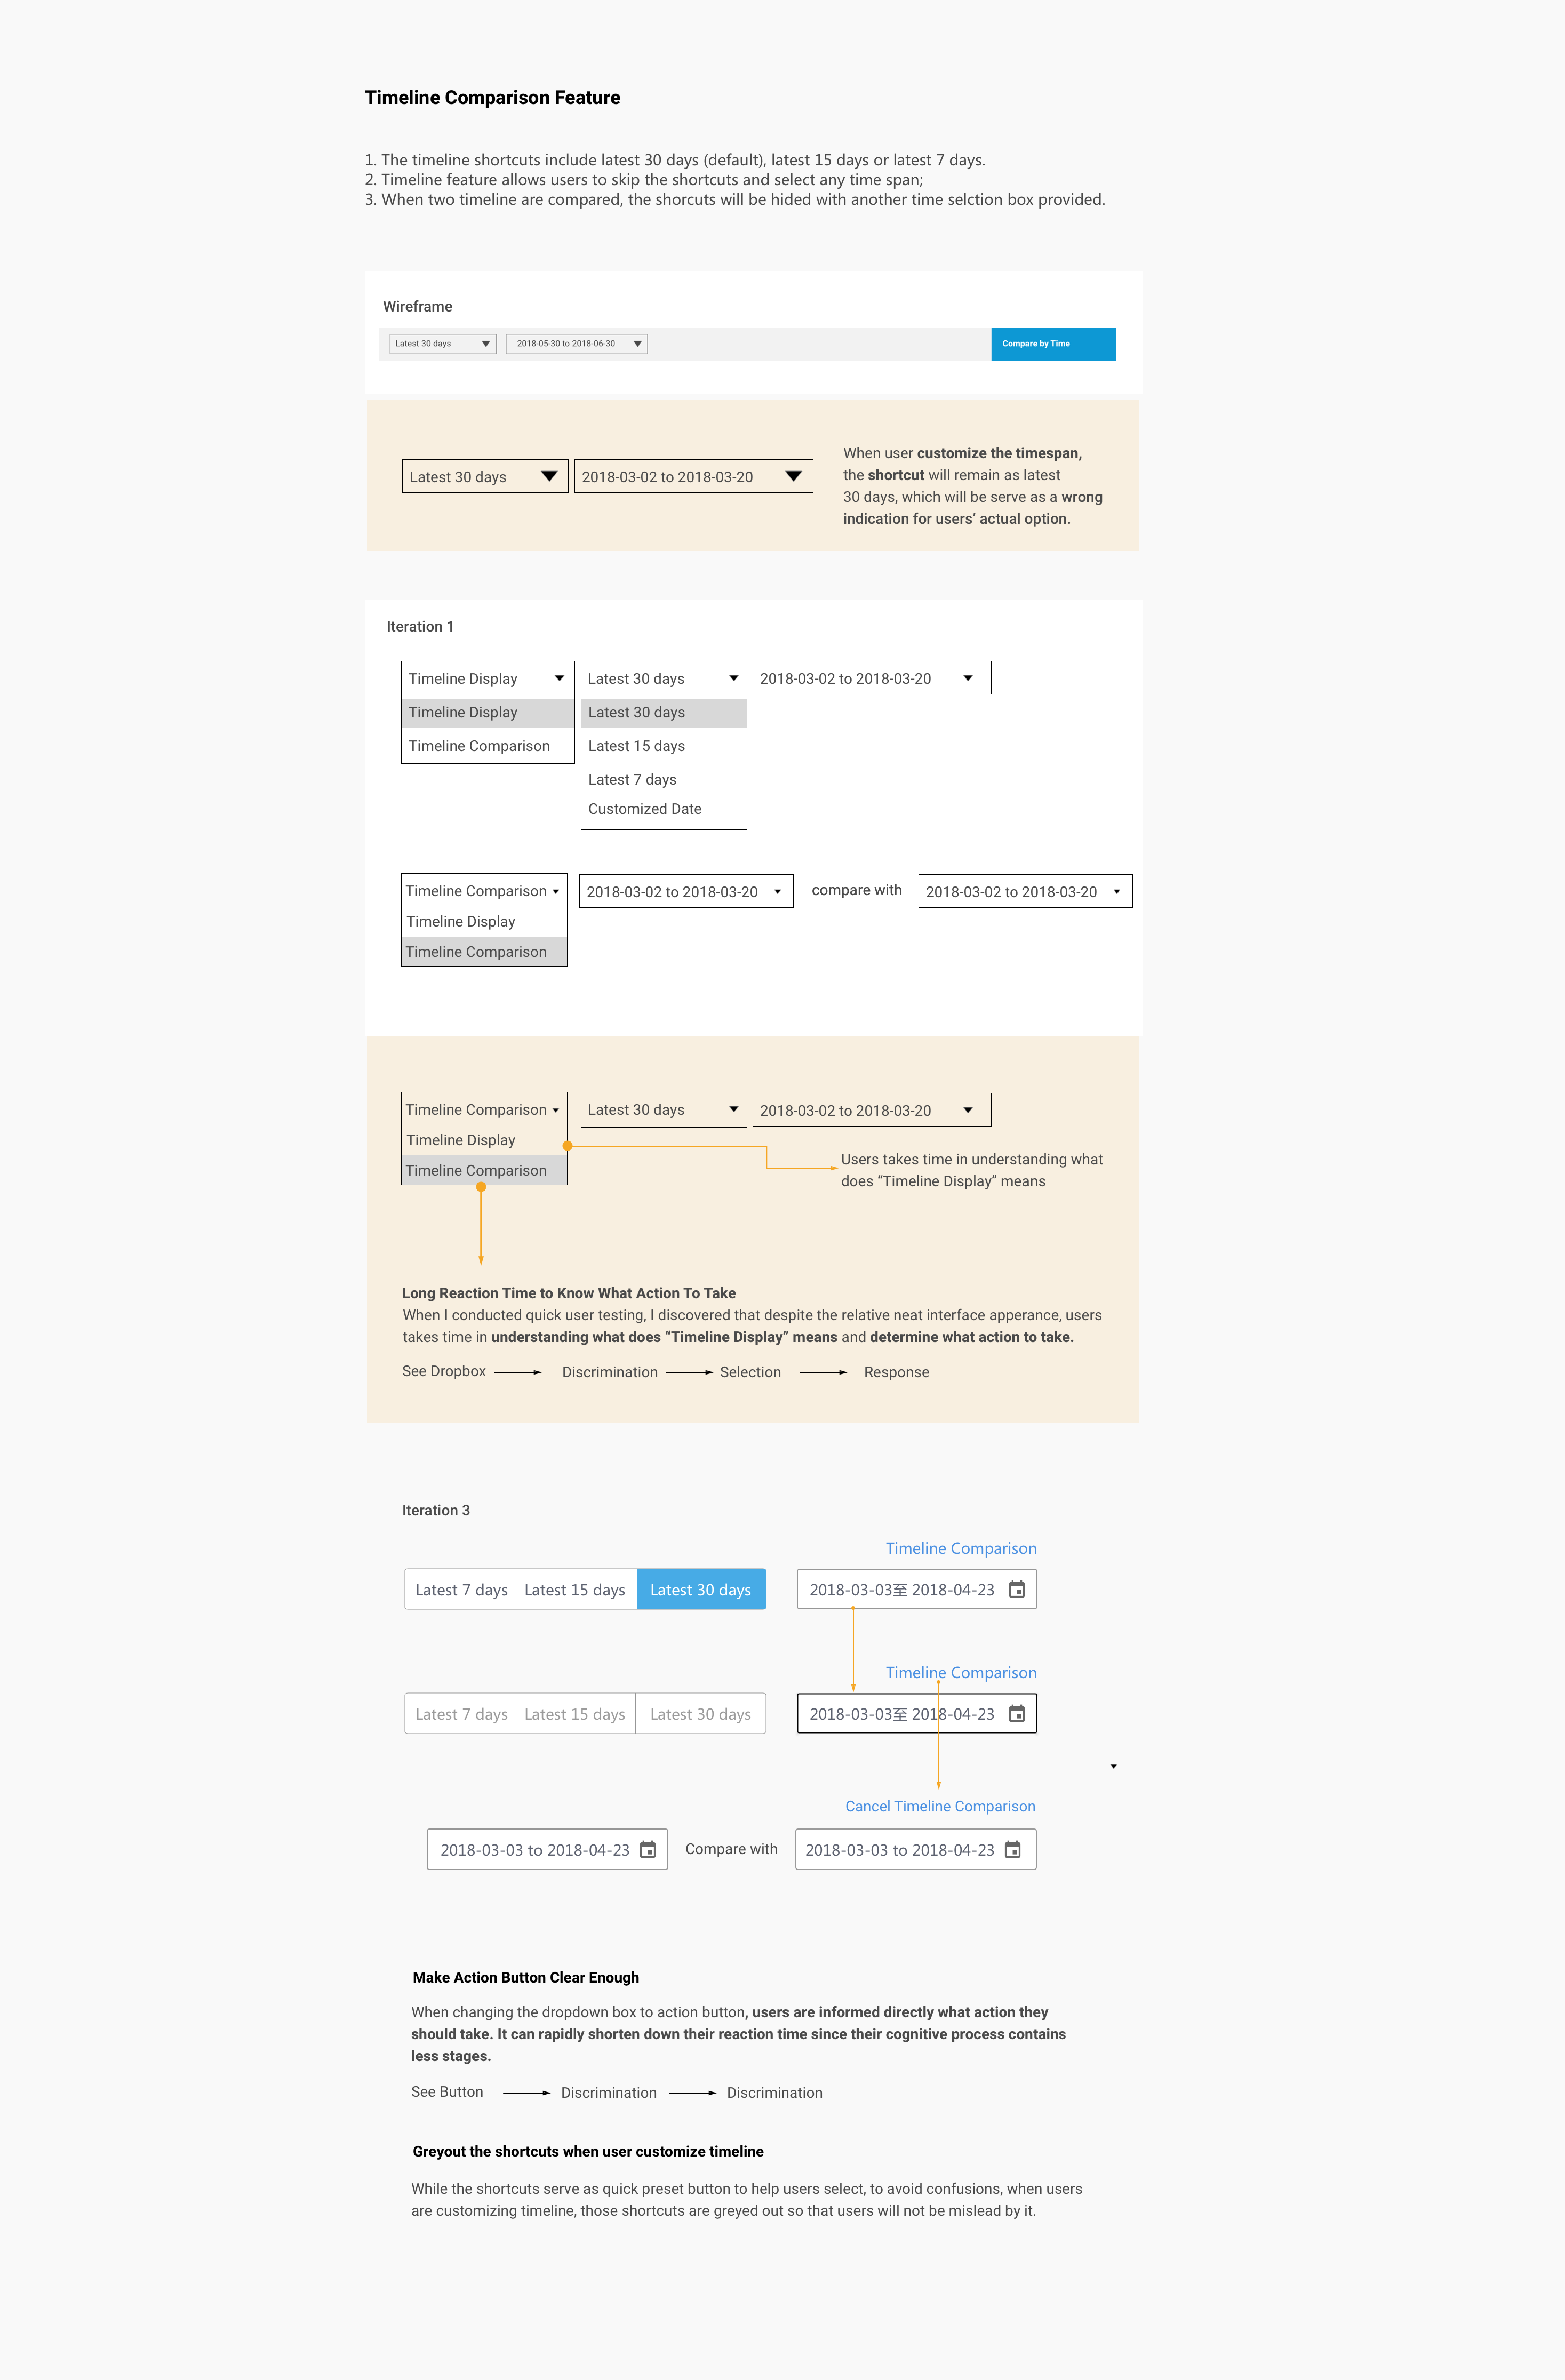 Timeline Comparison Feature
1. The timeline shortcuts include latest 30 days (default), latest 15 days or latest 7 days.
2. Timeline feature allows users to skip the shortcuts and select any time span;
3. When two timeline are compared, the shorcuts will be hided with another time selction box provided.
Wireframe
Latest 30 days
2018-05-30 to 2018-06-30
Compare by Time
Latest 30 days
2018-03-02 to 2018-03-20
When user customize the timespan,
the shortcut will remain as latest
30 days, which will be serve as a wrong
indication for users’ actual option.
Iteration 1
Timeline Display
Timeline Display
Timeline Comparison
Latest 30 days
Latest 30 days
Latest 15 days
Latest 7 days
Customized Date
2018-03-02 to 2018-03-20
Timeline Comparison
Timeline Display
Timeline Comparison
2018-03-02 to 2018-03-20
compare with
2018-03-02 to 2018-03-20
Timeline Comparison
Timeline Display
Timeline Comparison
Latest 30 days
2018-03-02 to 2018-03-20
Users takes time in understanding what
does “Timeline Display” means
Long Reaction Time to Know What Action To Take
When I conducted quick user testing, I discovered that despite the relative neat interface apperance, users
takes time in understanding what does “Timeline Display” means and determine what action to take.
See Dropbox
Discrimination
Selection
Response
Iteration 3
Timeline Comparison
Latest 7 days
Latest 15 days
Latest 30 days
2018-03-03至 2018-04-23
Timeline Comparison
Latest 7 days
Latest 15 days
Latest 30 days
2018-03-03至 2018-04-23
Cancel Timeline Comparison
2018-03-03 to 2018-04-23
Compare with
2018-03-03 to 2018-04-23
Make Action Button Clear Enough
When changing the dropdown box to action button, users are informed directly what action they
should take. It can rapidly shorten down their reaction time since their cognitive process contains
less stages.
See Button
Discrimination
Discrimination
Greyout the shortcuts when user customize timeline
While the shortcuts serve as quick preset button to help users select, to avoid confusions, when users
are customizing timeline, those shortcuts are greyed out so that users will not be mislead by it.